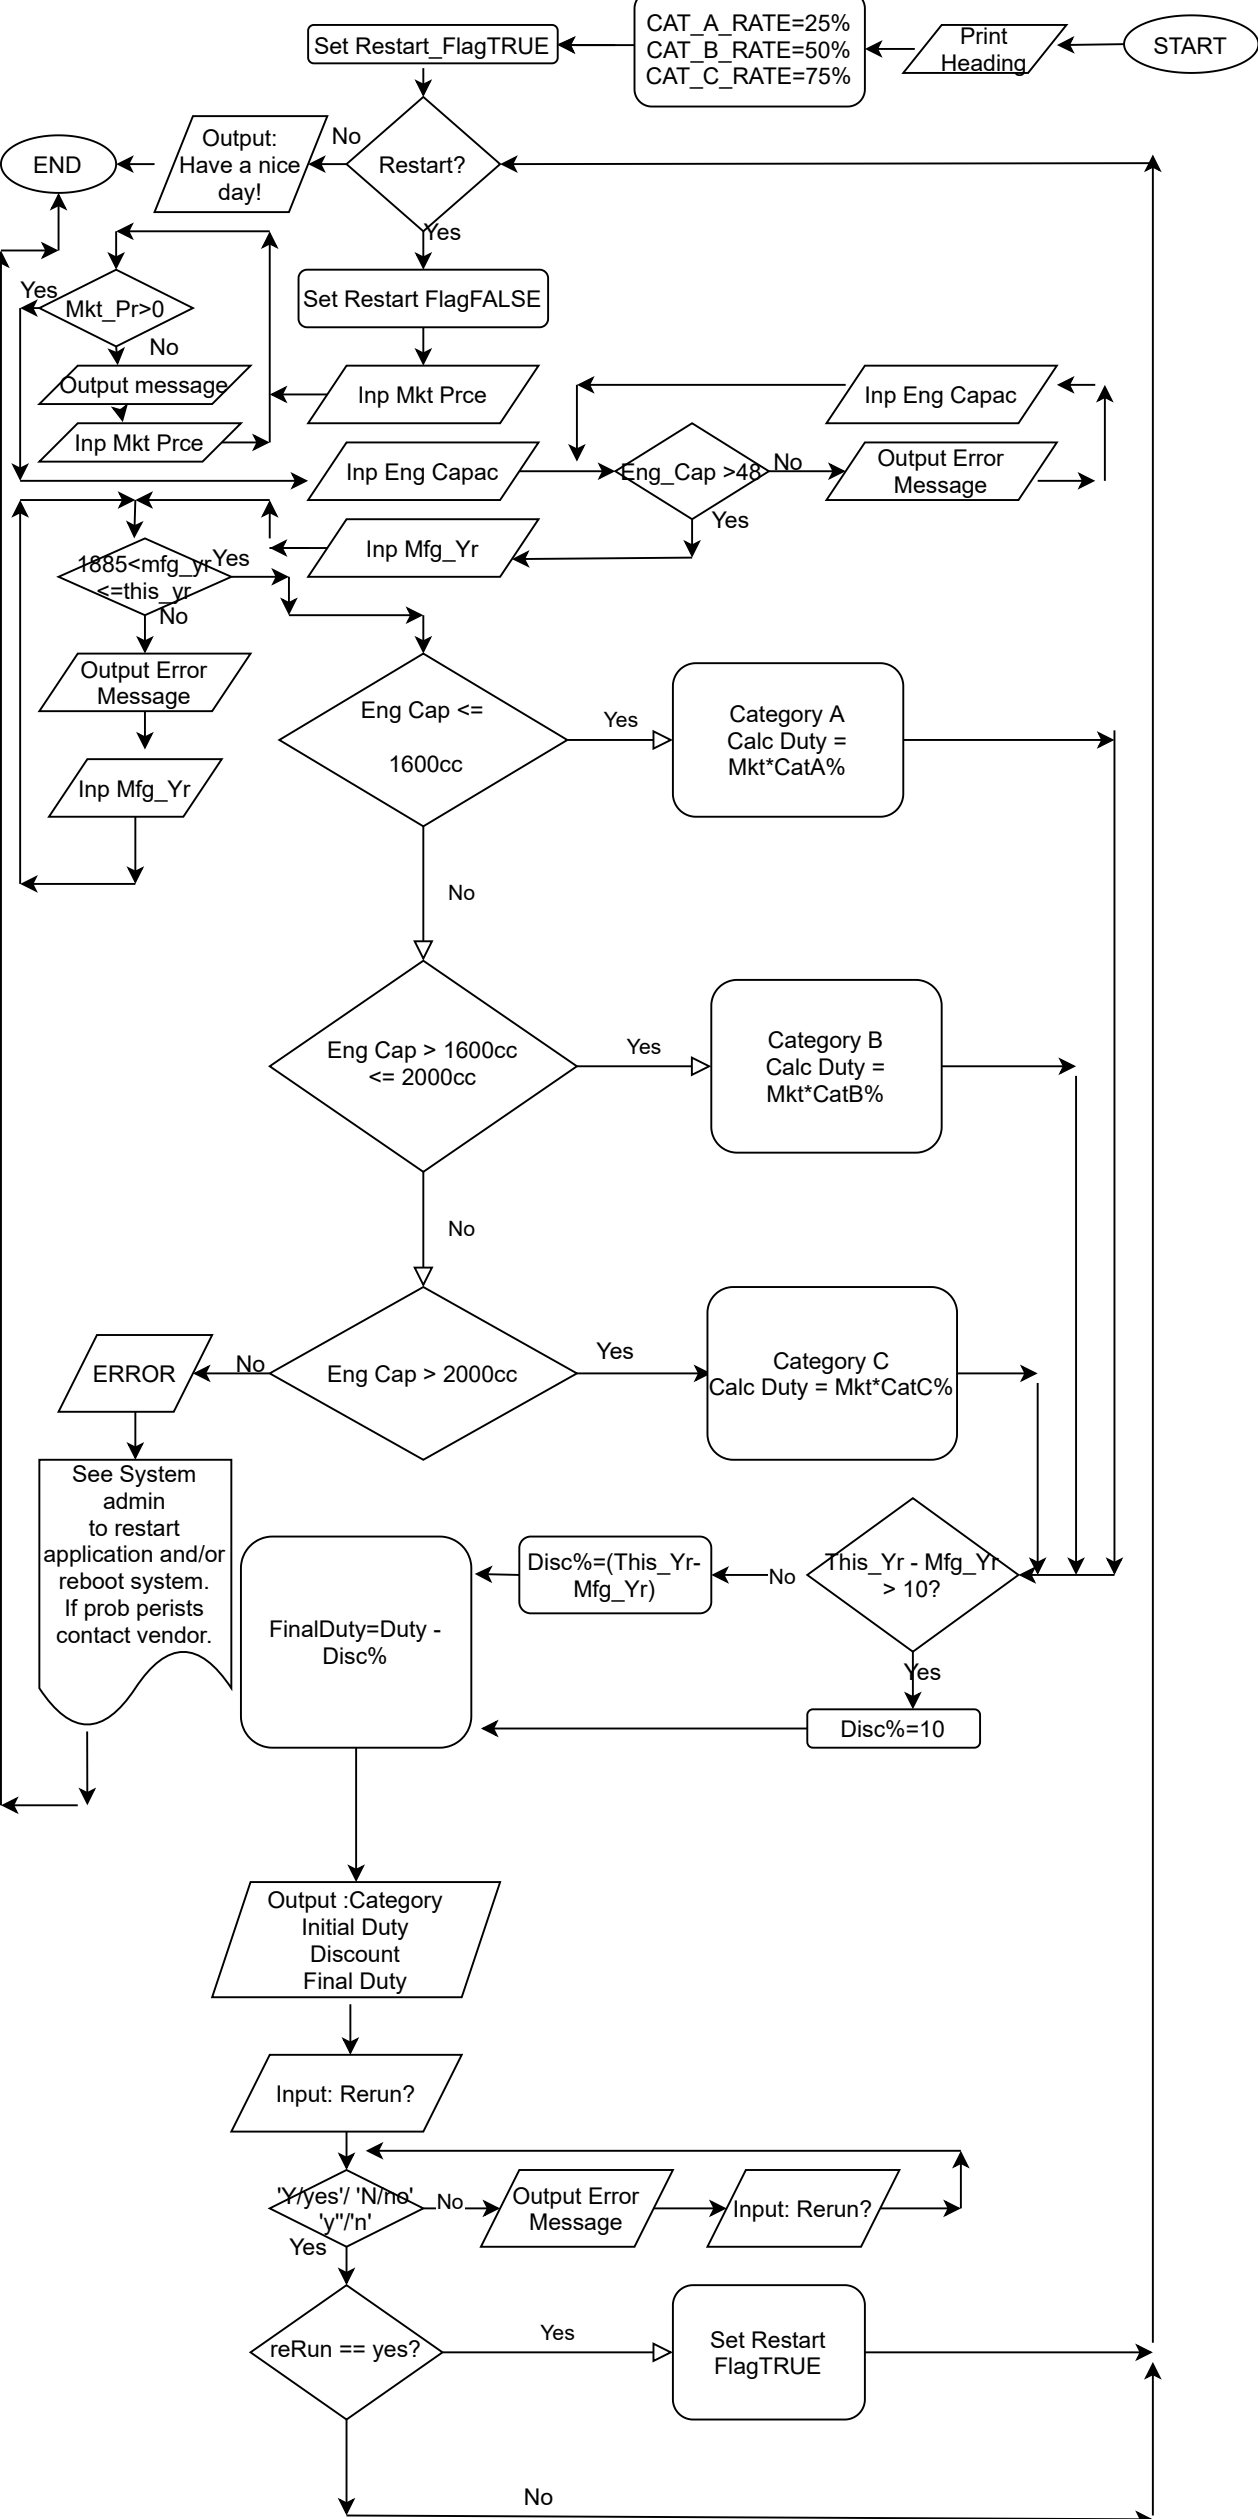 START
Print
Heading
CAT_A_RATE=25%
CAT_B_RATE=50%
CAT_C_RATE=75%
Set Restart_FlagTRUE
Restart?
No
Output:
Have a nice
day!
END
Yes
Set Restart FlagFALSE
Inp Mkt Prce
Mkt_Pr>0
Yes
No
Output message
Inp Mkt Prce
Inp Eng Capac
Eng_Cap >48
No
Output Error
Message
Inp Eng Capac
Yes
Inp Mfg_Yr
1885<mfg_yr
<=this_yr
Yes
No
Output Error
Message
Inp Mfg_Yr
Eng Cap <=
1600cc
Yes
Category A
Calc Duty =
Mkt*CatA%
No
Eng Cap > 1600cc
<= 2000cc
Yes
Category B
Calc Duty =
Mkt*CatB%
No
Eng Cap > 2000cc
Yes
Category C
Calc Duty = Mkt*CatC%
No
ERROR
See System
admin
to restart
application and/or
reboot system.
If prob perists
contact vendor.
This_Yr - Mfg_Yr
> 10?
No
Disc%=(This_Yr-
Mfg_Yr)
Yes
Disc%=10
FinalDuty=Duty -
Disc%
Output :Category
Initial Duty
Discount
Final Duty
Input: Rerun?
'Y/yes'/ 'N/no'
'y''/'n'
No
Output Error
Message
Input: Rerun?
Yes
reRun == yes?
Yes
Set Restart
FlagTRUE
No